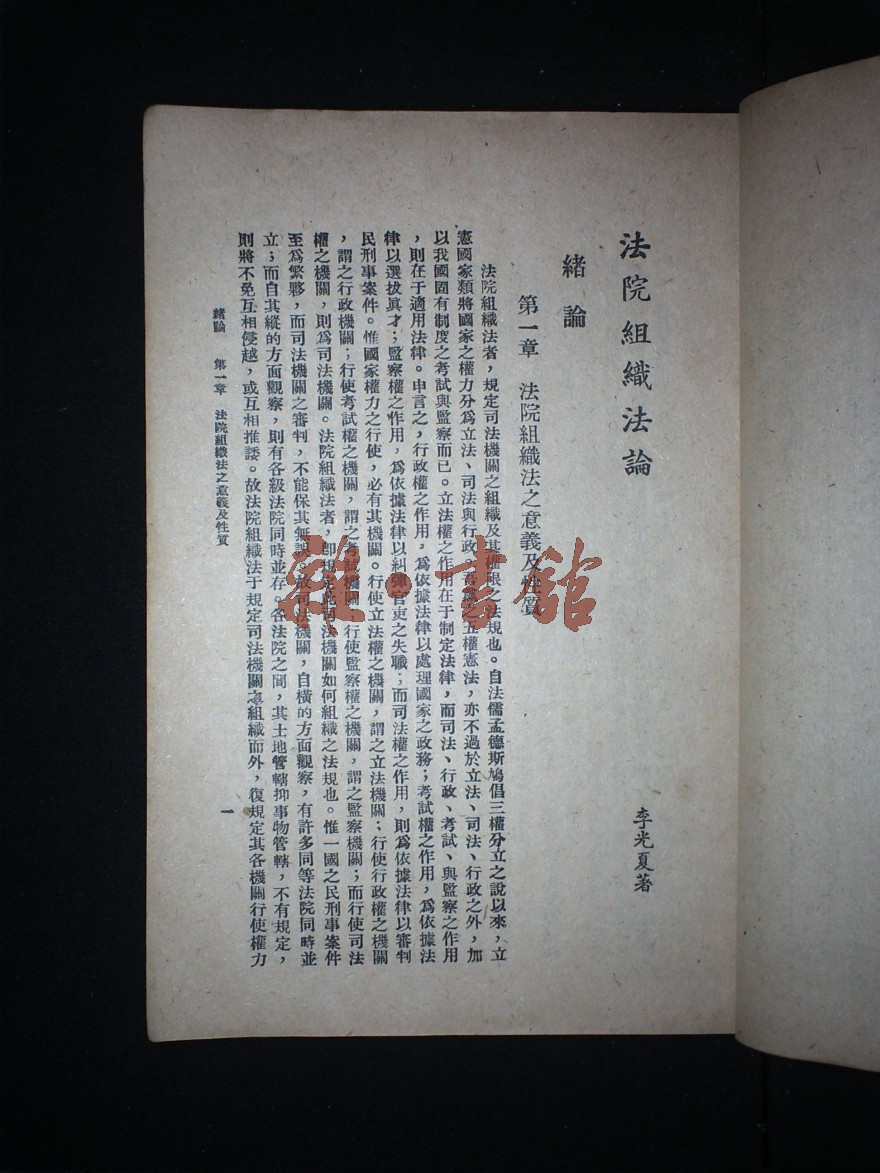 法院組織法論
李光夏著
緒論
第一章　法院組織法之意義及性質
法院組織法者，規定司法機關之組織及其權限之法規也。自法儒孟德斯鳩倡三權分立之說以來，立
憲國家類將國家之權力分爲立法、司法與行政。五權憲法，亦不過於立法、司法、行政之外，加
以我國固有制度之考試與監察而已。立法權之作用在于制定法律，而司法、行政、考試、與監察之作用
，則在于適用法律。申言之，行政權之作用，爲依據法律以處理國家之政務；考試權之作用，爲依據法
律以選拔眞才；監察權之作用，爲依據法律以糾彈官吏之失職；而司法權之作用，則爲依據法律以審判
民刑事案件。惟國家權力之行使，必有其機關。行使立法權之機關，謂之立法機關；行使行政權之機關
，謂之行政機關；行使考試權之機關，謂之考試機關；行使監察權之機關，謂之監察機關；而行使司法
權之機關，則爲司法機關。法院組織法者，卽規定此司法機關如何組織之法規也。惟一國之民刑事案件
至爲繁夥，而司法機關之審判，不能保其無誤。故司法機關，自橫的方面觀察，有許多同等法院同時並
立；而自其縱的方面觀察，則有各級法院同時並存。各法院之間，其土地管轄抑事物管轄，不有規定，
則將不免互相侵越，或互相推諉。故法院組織法于規定司法機關之組織而外，復規定其各機關行使權力
緒論　第一章　法院組織法之意義及性質
一
雜·書館